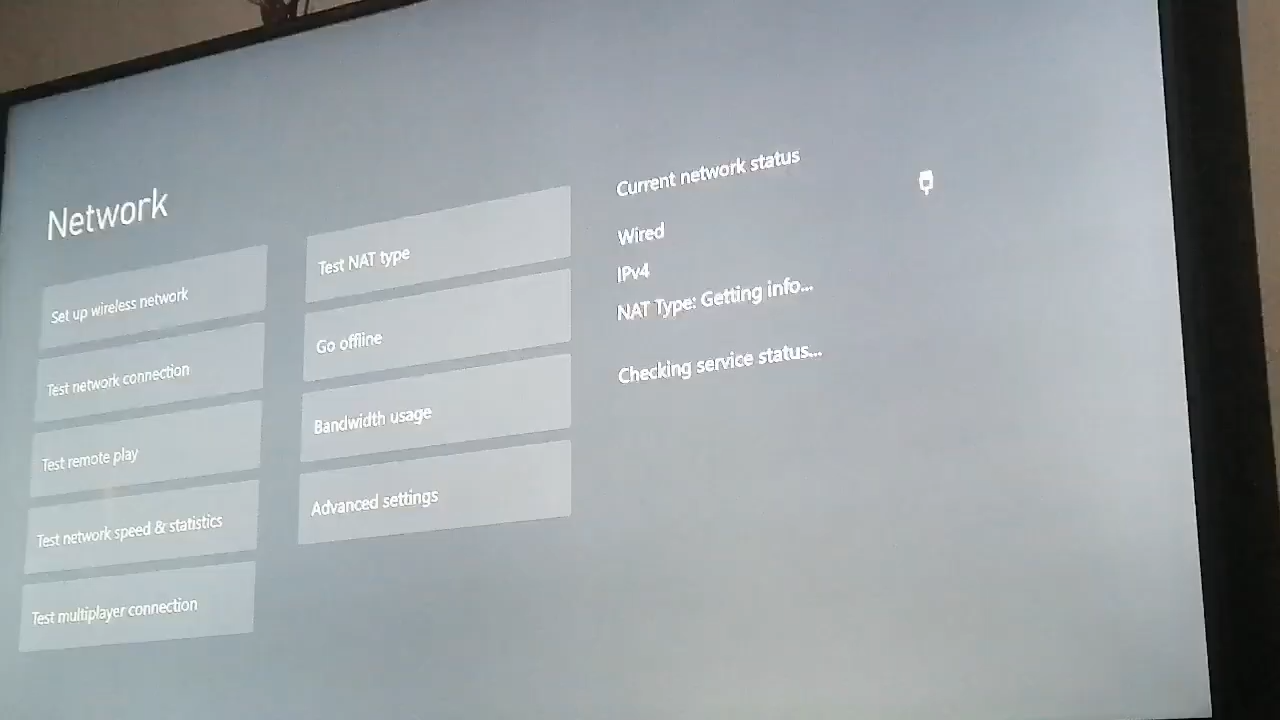 Network
Set up wireless network
Test network connection
Test remote play
Test network speed & statistics
Test multiplayer connection
Test NAT type
Go offline
Bandwidth usage
Advanced settings
Current network status
Wired
IPv4
NAT Type: Getting info...
Checking service status...